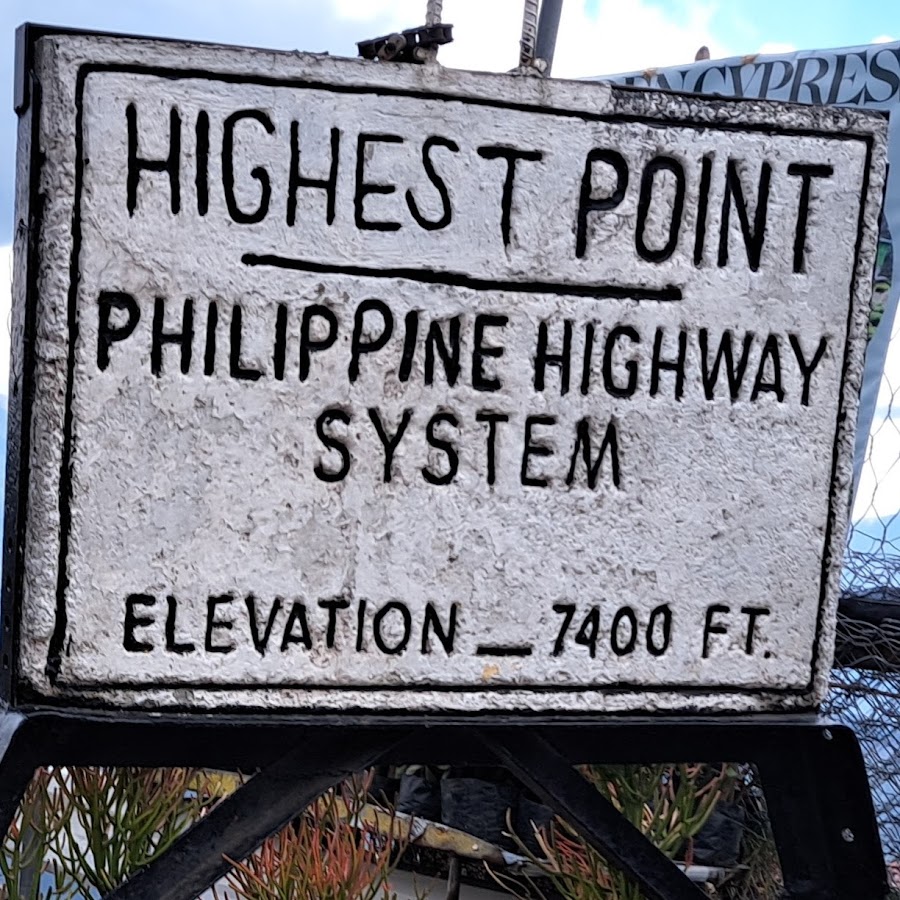 HIGHEST POINT
PHILIPPINE HIGHWAY
SYSTEM
ELEVATION _ 7400 FT.